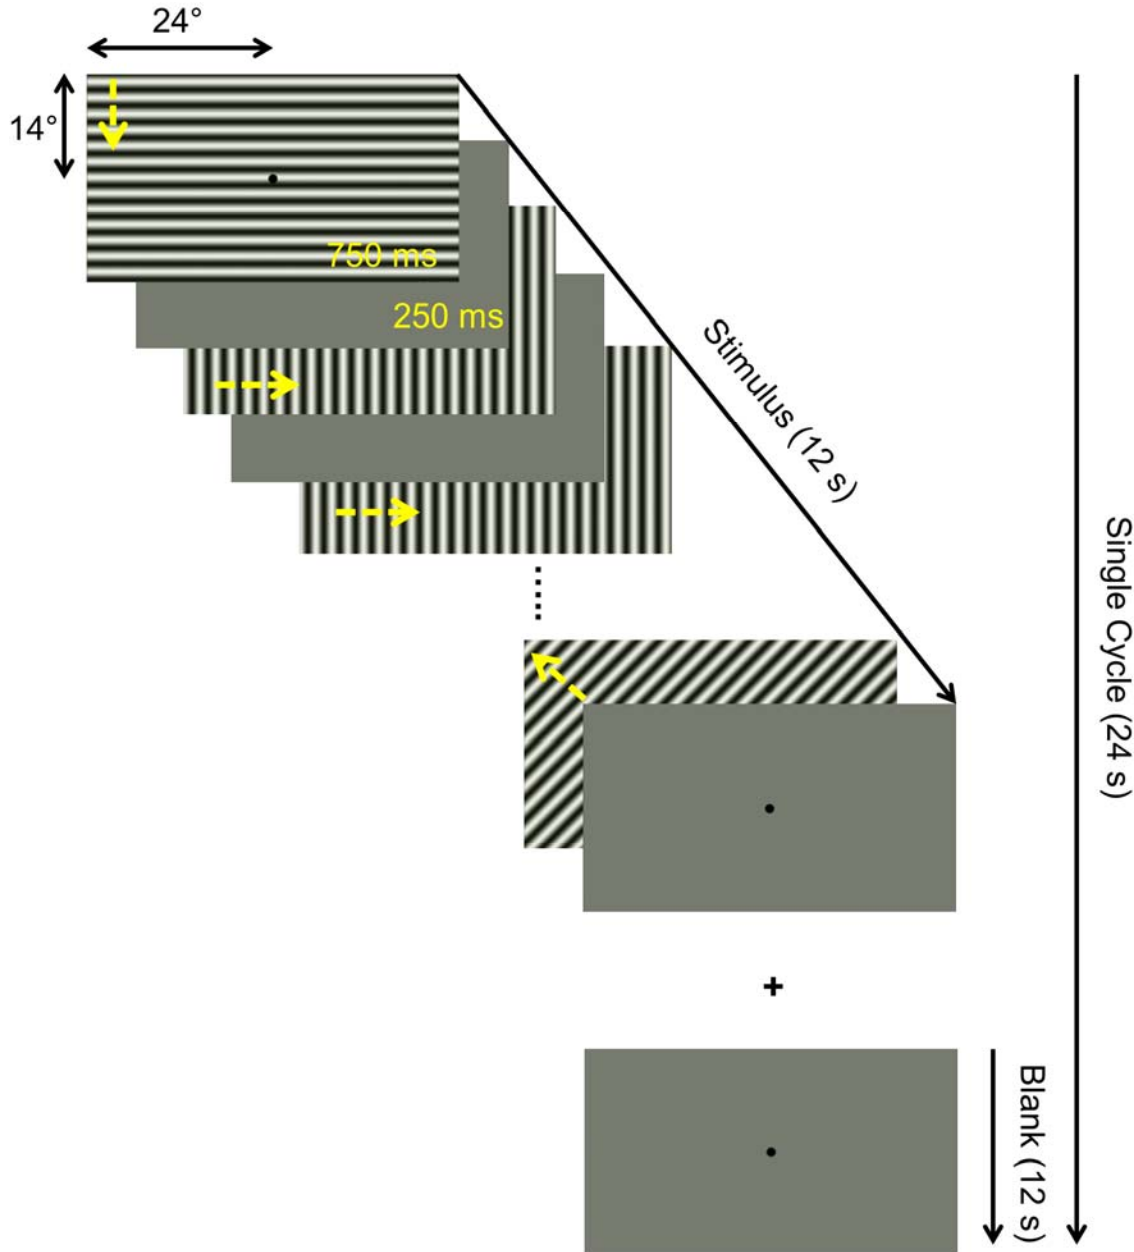 24°
14°
750 ms
250 ms
Stimulus (12 s)
Single Cycle (24 s)
+
Blank (12 s)